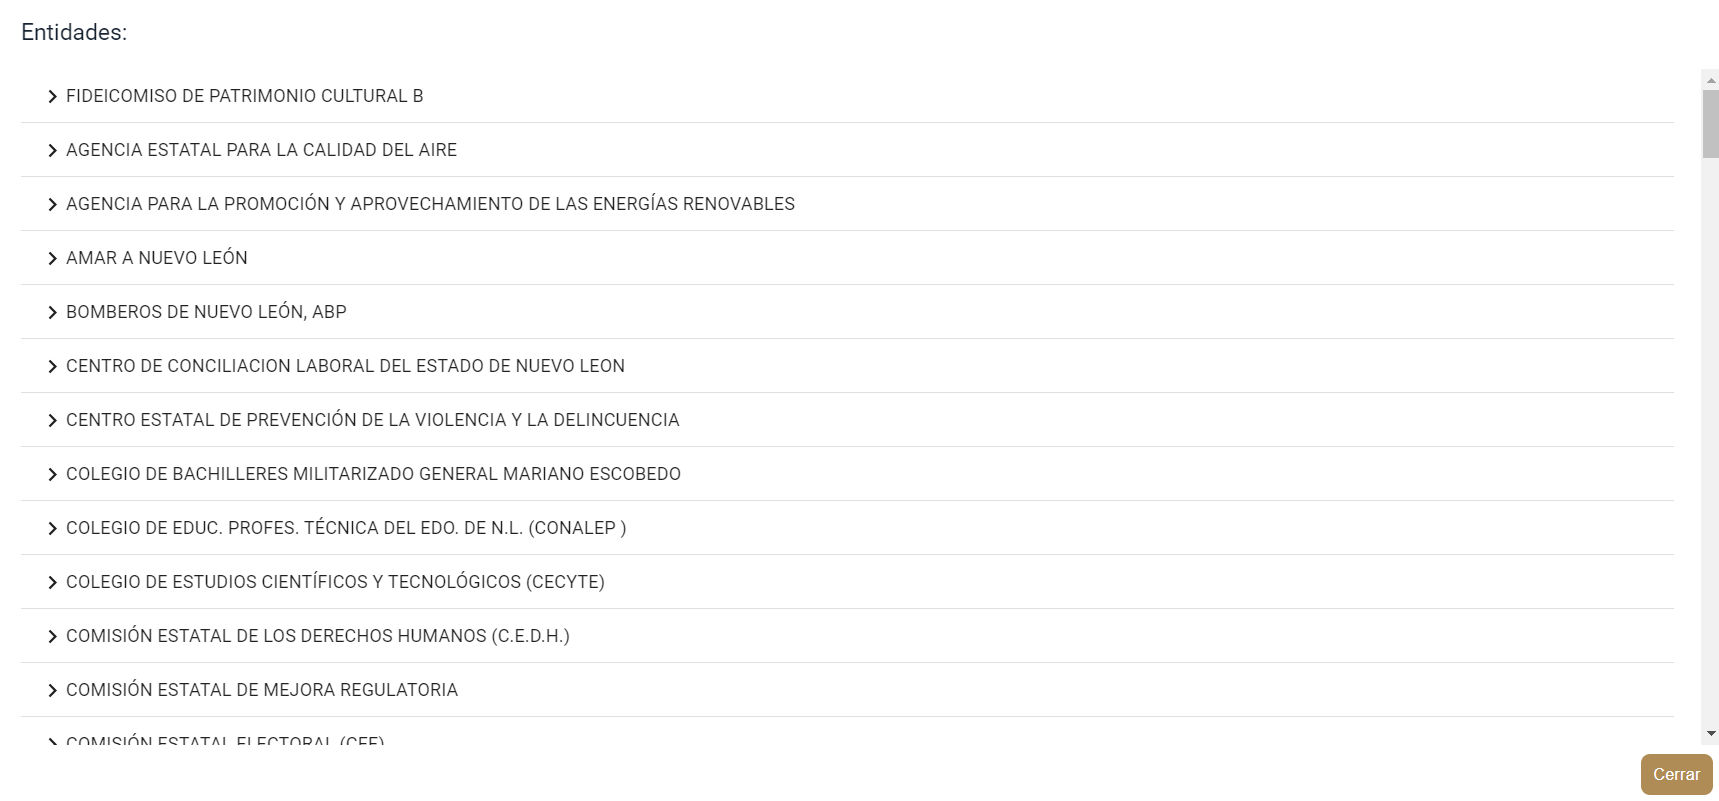 Entidades:
FIDEICOMISO DE PATRIMONIO CULTURAL B
AGENCIA ESTATAL PARA LA CALIDAD DEL AIRE
AGENCIA PARA LA PROMOCIÓN Y APROVECHAMIENTO DE LAS ENERGÍAS RENOVABLES
AMAR A NUEVO LEÓN
BOMBEROS DE NUEVO LEÓN, ABP
CENTRO DE CONCILIACION LABORAL DEL ESTADO DE NUEVO LEON
CENTRO ESTATAL DE PREVENCIÓN DE LA VIOLENCIA Y LA DELINCUENCIA
COLEGIO DE BACHILLERES MILITARIZADO GENERAL MARIANO ESCOBEDO
COLEGIO DE EDUC. PROFES. TÉCNICA DEL EDO. DE N.L. (CONALEP )
COLEGIO DE ESTUDIOS CIENTÍFICOS Y TECNOLÓGICOS (CECYTE)
COMISIÓN ESTATAL DE LOS DERECHOS HUMANOS (C.E.D.H.)
COMISIÓN ESTATAL DE MEJORA REGULATORIA
COMISIÓN ESTATAL ELECTORAL (CEE)
Cerrar